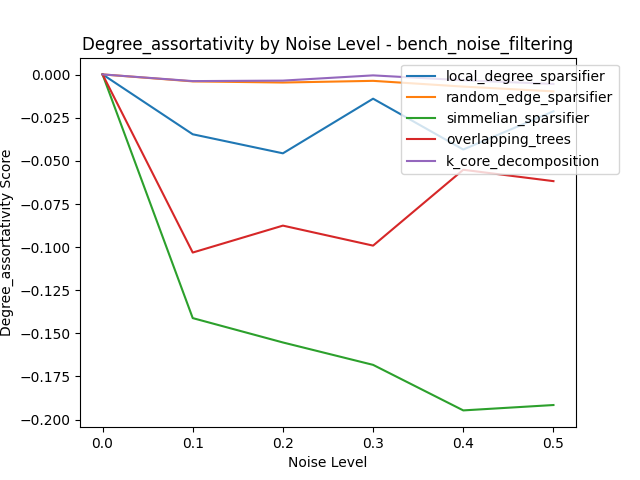 Degree_assortativity by Noise Level - bench_noise_filtering
local_degree_sparsifier
random_edge_sparsifier
simmelian_sparsifier
overlapping_trees
k_core_decomposition
Degree_assortativity Score
0.000
−0.025
−0.050
−0.075
−0.100
−0.125
−0.150
−0.175
−0.200
0.0 0.1 0.2 0.3 0.4 0.5
Noise Level